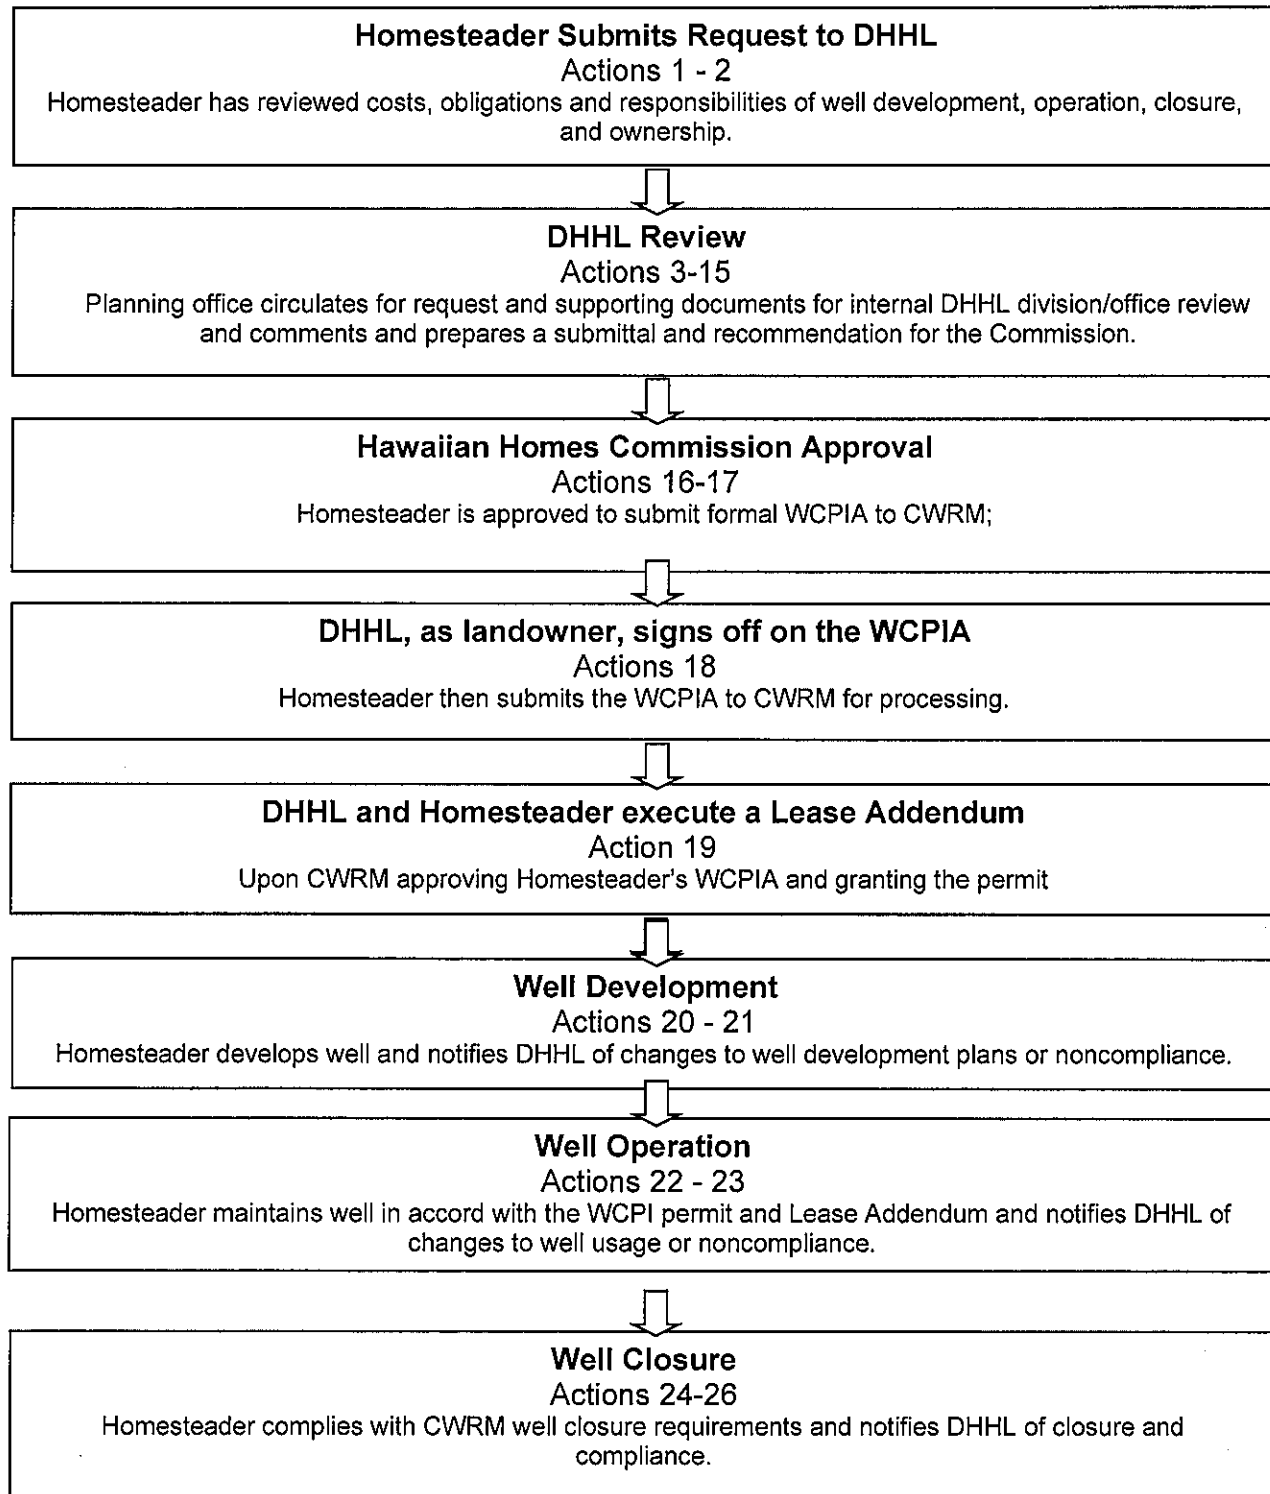 Homesteader Submits Request to DHHL
Actions 1 - 2
Homesteader has reviewed costs, obligations and responsibilities of well development, operation, closure,
and ownership.
DHHL Review
Actions 3-15
Planning office circulates for request and supporting documents for internal DHHL division/office review
and comments and prepares a submittal and recommendation for the Commission.
Hawaiian Homes Commission Approval
Actions 16-17
Homesteader is approved to submit formal WCPIA to CWRM;
DHHL, as landowner, signs off on the WCPIA
Actions 18
Homesteader then submits the WCPIA to CWRM for processing.
DHHL and Homesteader execute a Lease Addendum
Action 19
Upon CWRM approving Homesteader's WCPIA and granting the permit
Well Development
Actions 20 - 21
Homesteader develops well and notifies DHHL of changes to well development plans or noncompliance.
Well Operation
Actions 22 - 23
Homesteader maintains well in accord with the WCPI permit and Lease Addendum and notifies DHHL of
changes to well usage or noncompliance.
Well Closure
Actions 24-26
Homesteader complies with CWRM well closure requirements and notifies DHHL of closure and
compliance.